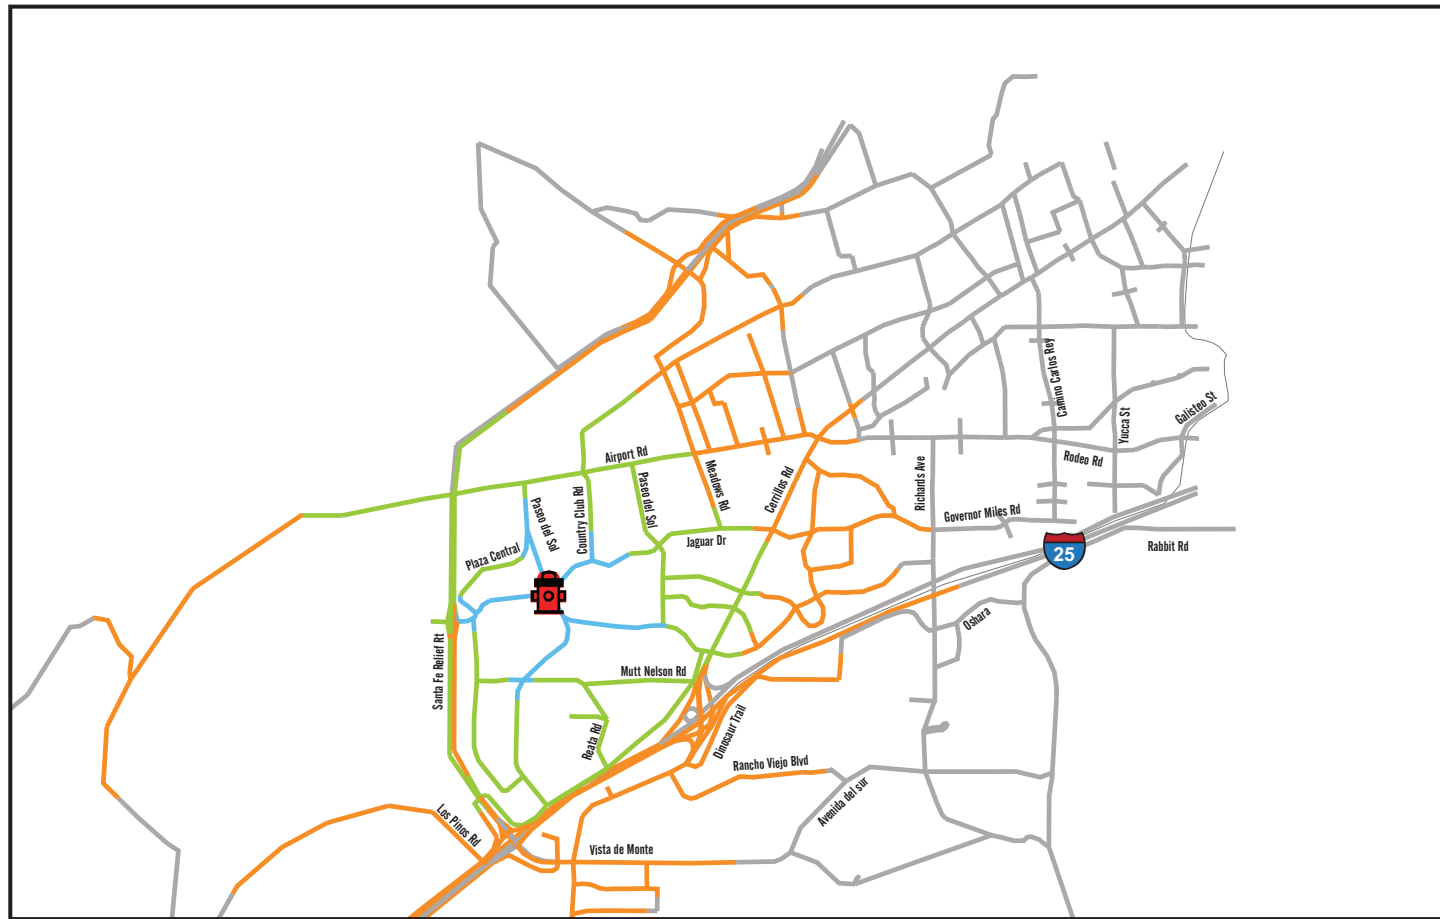 Camino Carlos Rey
Yucca St
Galisteo St
Airport Rd
Rodeo Rd
Meadows Rd
Cerrillos Rd
Richards Ave
Paseo del Sol
Country Club Rd
Paseo del Sol
Governor Miles Rd
Jaguar Dr
Plaza Central
25
Rabbit Rd
Oshara
Santa Fe Relief Rt
Mutt Nelson Rd
Reata Rd
Dinosaur Trail
Rancho Viejo Blvd
Avenida del sur
Los Pinos Rd
Vista de Monte